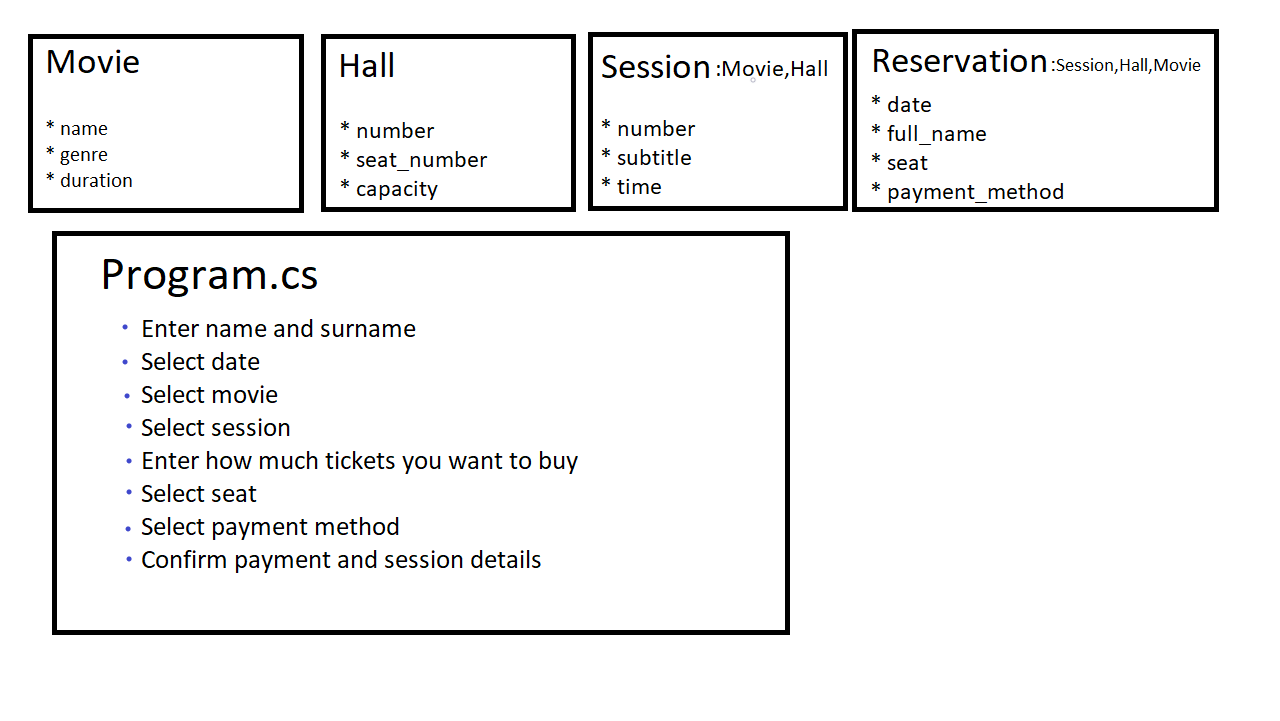 Movie
* name
* genre
* duration
Hall
* number
* seat_number
* capacity
Session :Movie,Hall
* number
* subtitle
* time
Reservation :Session,Hall,Movie
* date
* full_name
* seat
* payment_method
Program.cs
• Enter name and surname
• Select date
• Select movie
• Select session
• Enter how much tickets you want to buy
• Select seat
• Select payment method
• Confirm payment and session details